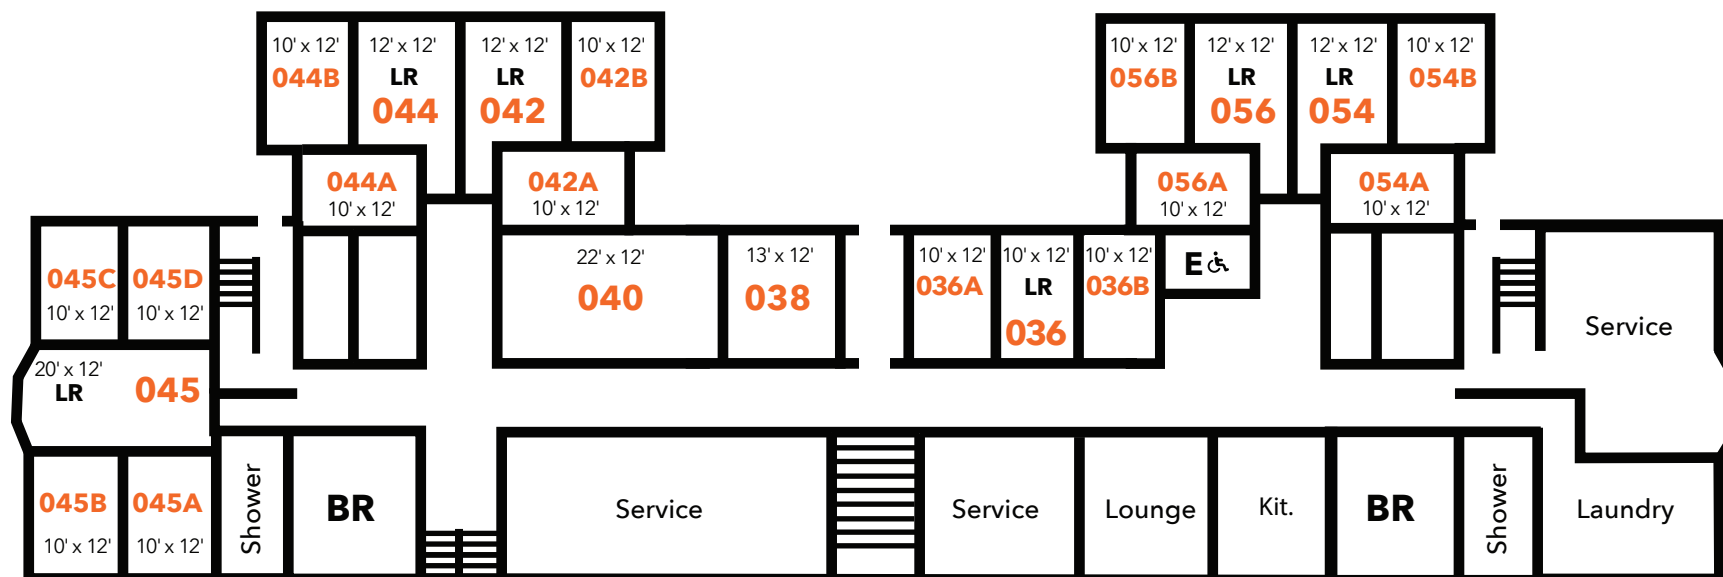 10' x 12'
044B
12' x 12'
LR
044
12' x 12'
LR
042
10' x 12'
042B
10' x 12'
056B
12' x 12'
LR
056
12' x 12'
LR
054
10' x 12'
054B
044A
10' x 12'
042A
10' x 12'
056A
10' x 12'
054A
10' x 12'
045C
10' x 12'
045D
10' x 12'
22' x 12'
040
13' x 12'
038
10' x 12'
036A
10' x 12'
LR
036
10' x 12'
036B
E
Service
20' x 12'
LR
045
045B
10' x 12'
045A
10' x 12'
Shower
BR
Service
Service
Lounge
Kit.
BR
Shower
Laundry